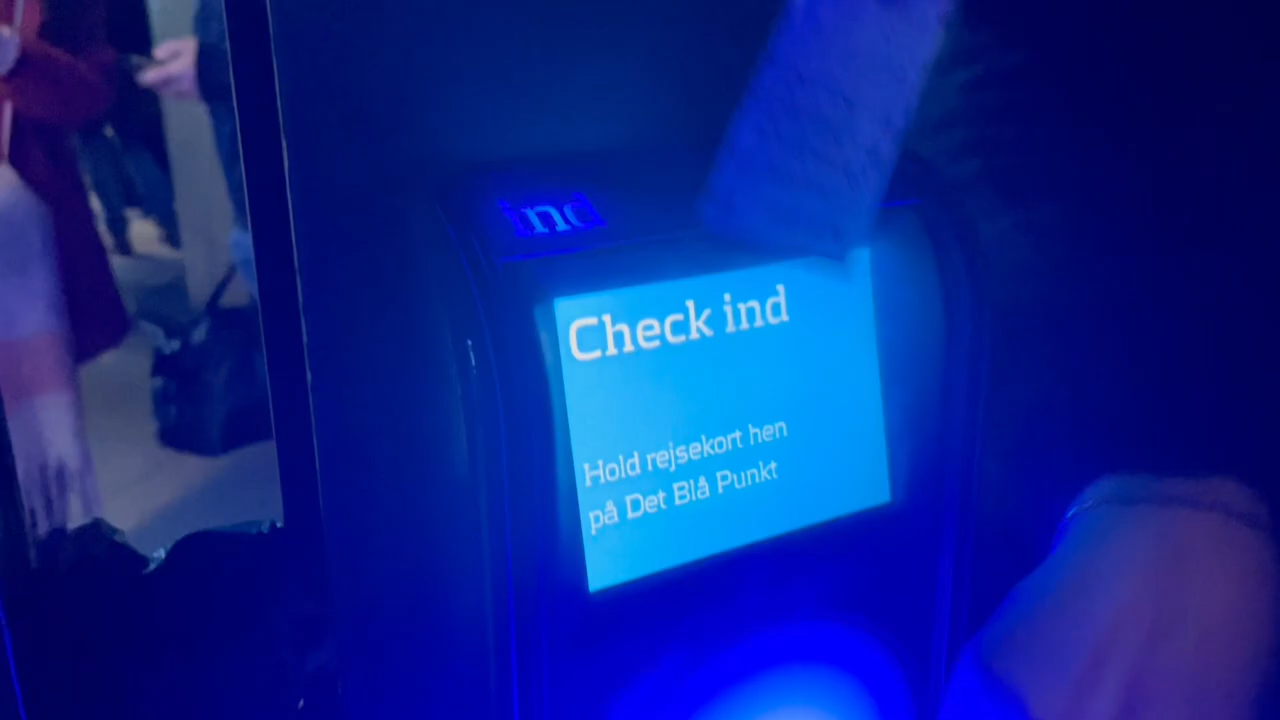 ind
Check ind
Hold rejsekort hen
på Det Blå Punkt